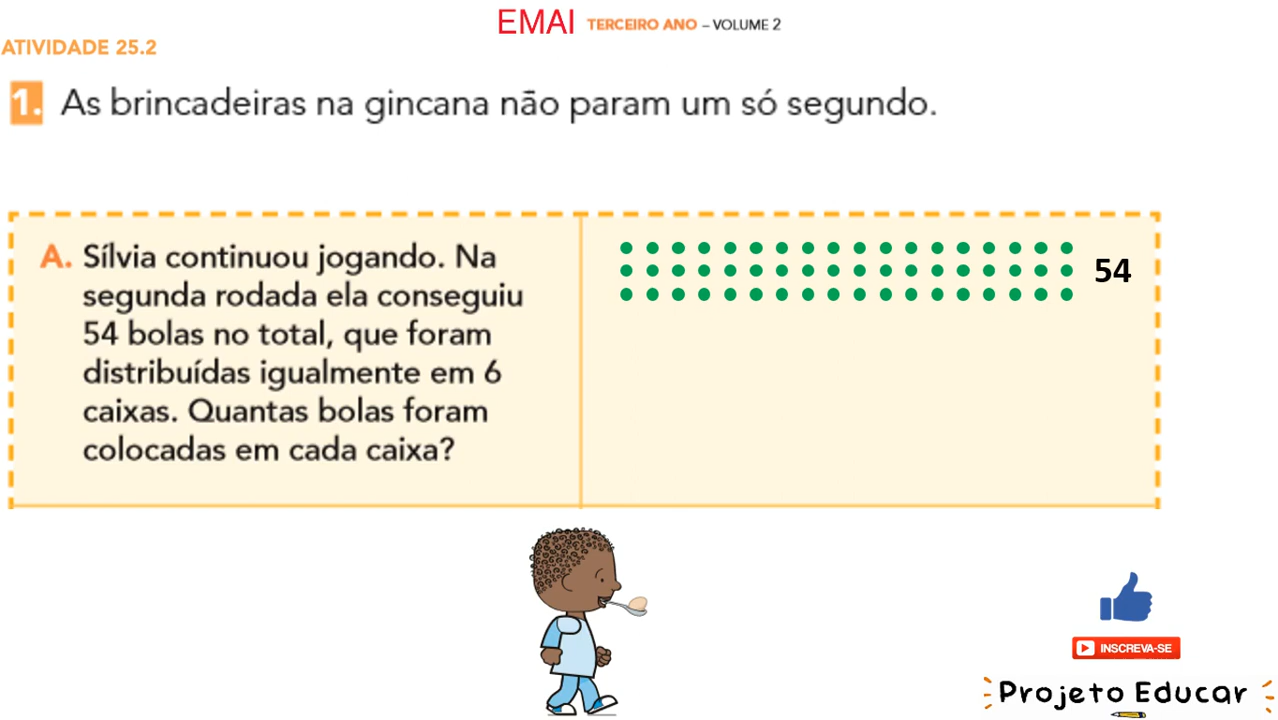 EMAI TERCEIRO ANO – VOLUME 2
ATIVIDADE 25.2
1. As brincadeiras na gincana não param um só segundo.
A. Sílvia continuou jogando. Na
segunda rodada ela conseguiu
54 bolas no total, que foram
distribuídas igualmente em 6
caixas. Quantas bolas foram
colocadas em cada caixa?
54
INSCREVA-SE
Projeto Educar